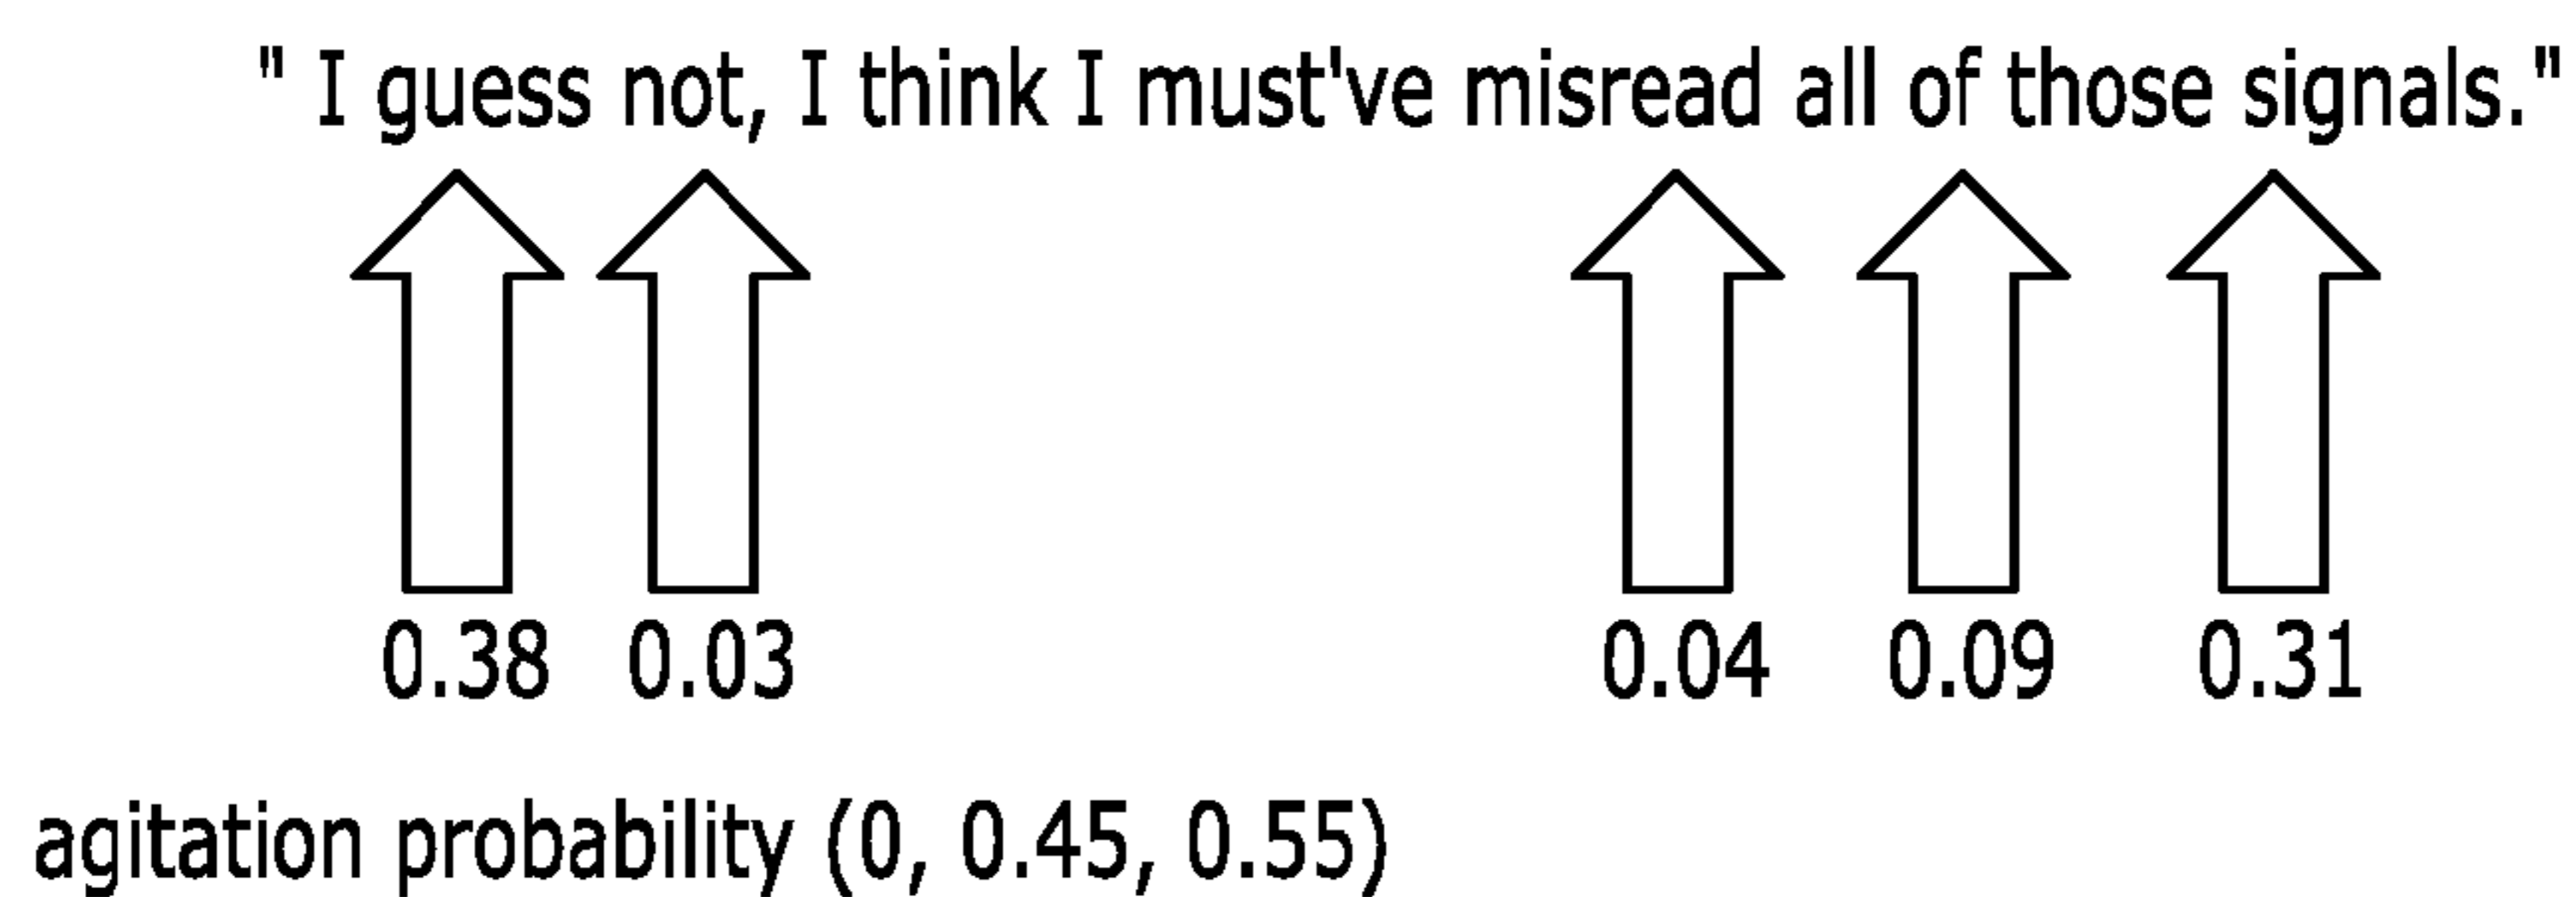 " I guess not, I think I must've misread all of those signals."
0.38 0.03 0.04 0.09 0.31
agitation probability (0, 0.45, 0.55)